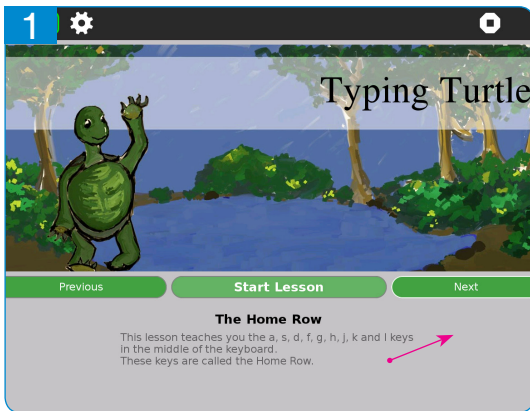 1
Typing Turtle
Previous
Start Lesson
Next
The Home Row
This lesson teaches you the a, s, d, f, g, h, j, k and l keys
in the middle of the keyboard.
These keys are called the Home Row.